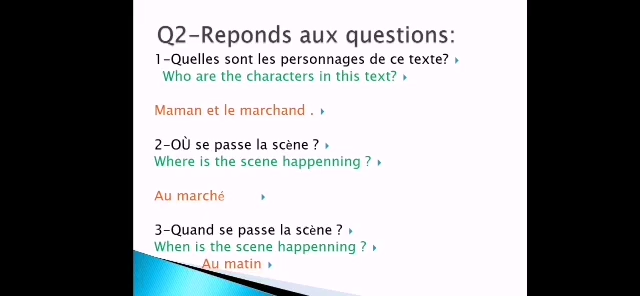 Q2-Reponds aux questions:
1-Quelles sont les personnages de ce texte?
Who are the characters in this text?
Maman et le marchand .
2-OÙ se passe la scène ?
Where is the scene happenning ?
Au marché
3-Quand se passe la scène ?
When is the scene happenning ?
Au matin